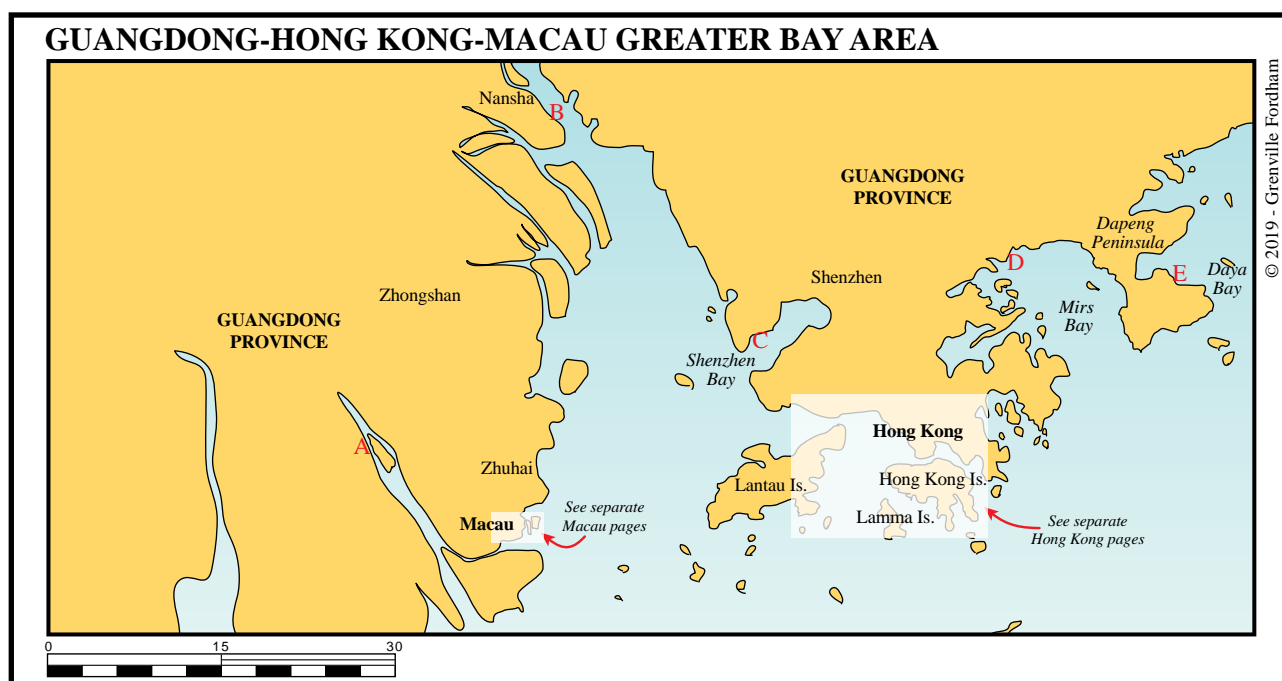 GUANGDONG-HONG KONG-MACAU GREATER BAY AREA
© 2019 - Grenville Fordham
Nansha
B
GUANGDONG
PROVINCE
Dapeng
Peninsula
D
E
Daya
Bay
Shenzhen
Zhongshan
Mirs
Bay
GUANGDONG
PROVINCE
C
Shenzhen
Bay
A
Hong Kong
Zhuhai
Lantau Is.
Hong Kong Is.
Lamma Is.
See separate
Macau pages
Macau
See separate
Hong Kong pages
0 15 30